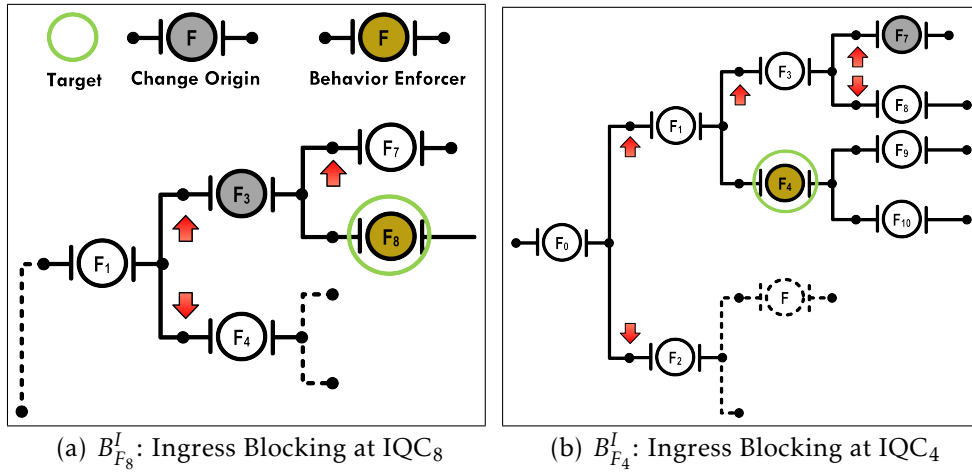 F
F
Target
Change Origin
Behavior Enforcer
F₇
F₃
F₈
F₁
F₄
(a) B^I_{F₈}: Ingress Blocking at IQC₈
F₇
F₃
F₈
F₁
F₉
F₄
F₁₀
F₀
F
F₂
(b) B^I_{F₄}: Ingress Blocking at IQC₄